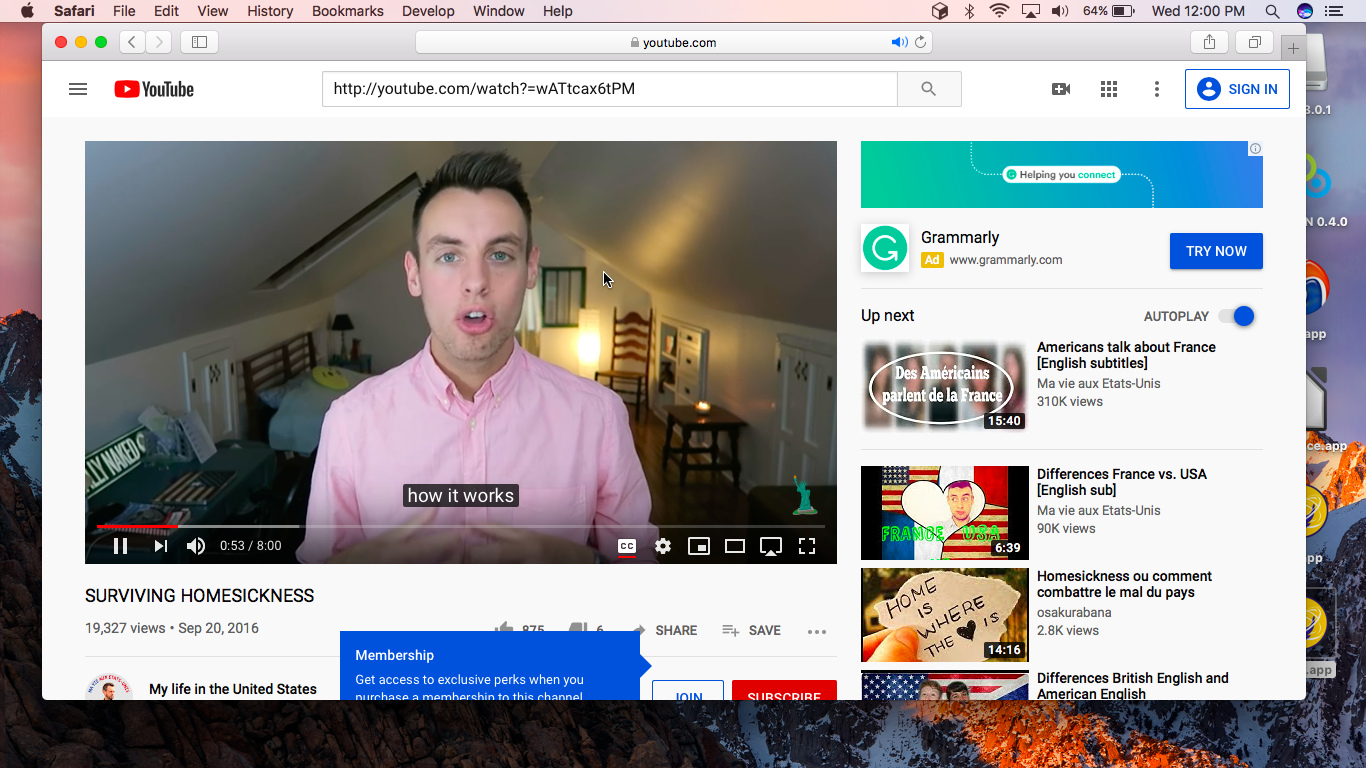 Safari File Edit View History Bookmarks Develop Window Help
64% Wed 12:00 PM
youtube.com
YouTube
http://youtube.com/watch?=wATtcax6tPM
SIGN IN
3.0.1
Helping you connect
N 0.4.0
Grammarly
Ad www.grammarly.com
TRY NOW
Up next
AUTOPLAY
app
Americans talk about France
[English subtitles]
Ma vie aux Etats-Unis
310K views
Des Américains
parlent de la France
15:40
ce.app
Differences France vs. USA
[English sub]
Ma vie aux Etats-Unis
90K views
FRANCE USA
6:39
LLY NAKED
how it works
0:53 / 8:00
CC
pp
Homesickness ou comment
combattre le mal du pays
osakurabana
2.8K views
HOME
IS
WHERE
THE IS
14:16
SURVIVING HOMESICKNESS
19,327 views • Sep 20, 2016
875 6 SHARE SAVE
Membership
Get access to exclusive perks when you
purchase a membership to this channel
My life in the United States
JOIN
SUBSCRIBE
Differences British English and
American English
.app